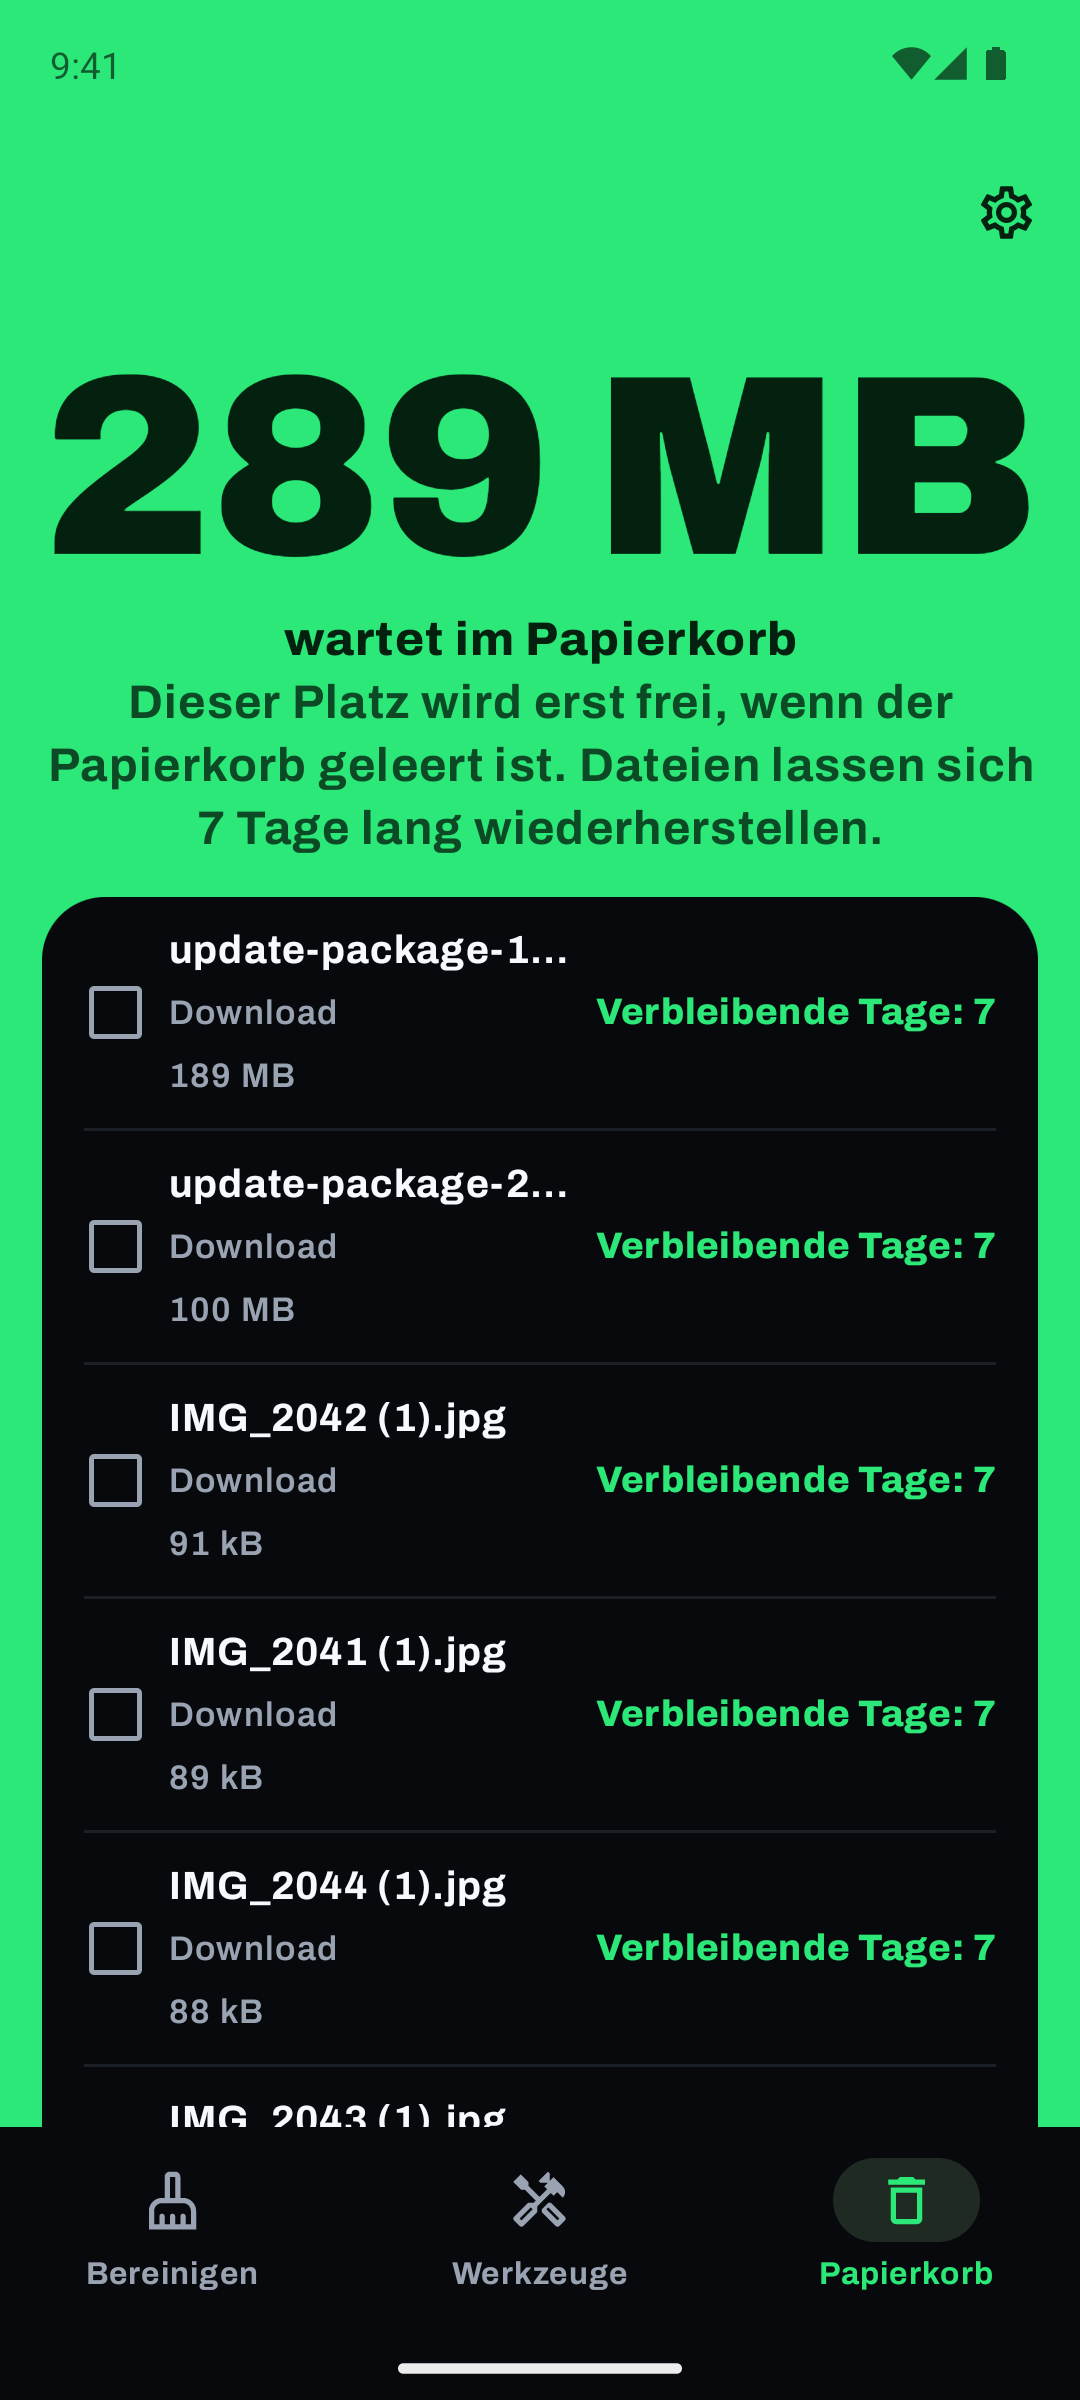 9:41
289 MB
wartet im Papierkorb
Dieser Platz wird erst frei, wenn der
Papierkorb geleert ist. Dateien lassen sich
7 Tage lang wiederherstellen.
update-package-1...
Download
Verbleibende Tage: 7
189 MB
update-package-2...
Download
Verbleibende Tage: 7
100 MB
IMG_2042 (1).jpg
Download
Verbleibende Tage: 7
91 kB
IMG_2041 (1).jpg
Download
Verbleibende Tage: 7
89 kB
IMG_2044 (1).jpg
Download
Verbleibende Tage: 7
88 kB
IMG_2043 (1).jpg
Bereinigen
Werkzeuge
Papierkorb